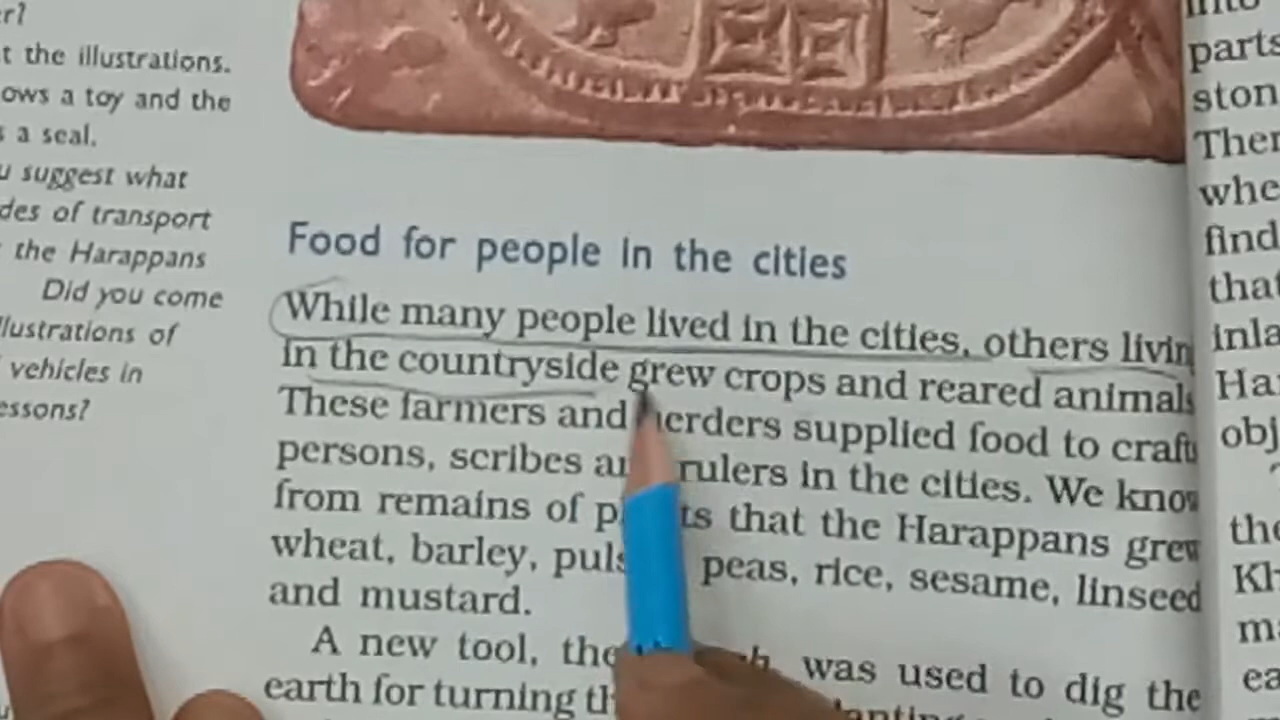 t the illustrations.
ows a toy and the
s a seal.
u suggest what
des of transport
the Harappans
Did you come
llustrations of
vehicles in
essons?
Food for people in the cities
While many people lived in the cities, others livin
in the countryside grew crops and reared animals
These farmers and herders supplied food to craft
persons, scribes and rulers in the cities. We know
from remains of plants that the Harappans grew
wheat, barley, puls peas, rice, sesame, linseed
and mustard.
A new tool, the was used to dig the
earth for turning th
parts
ston
Ther
whe
find
that
inla
Ha
obj
the
Kh
ma
ea